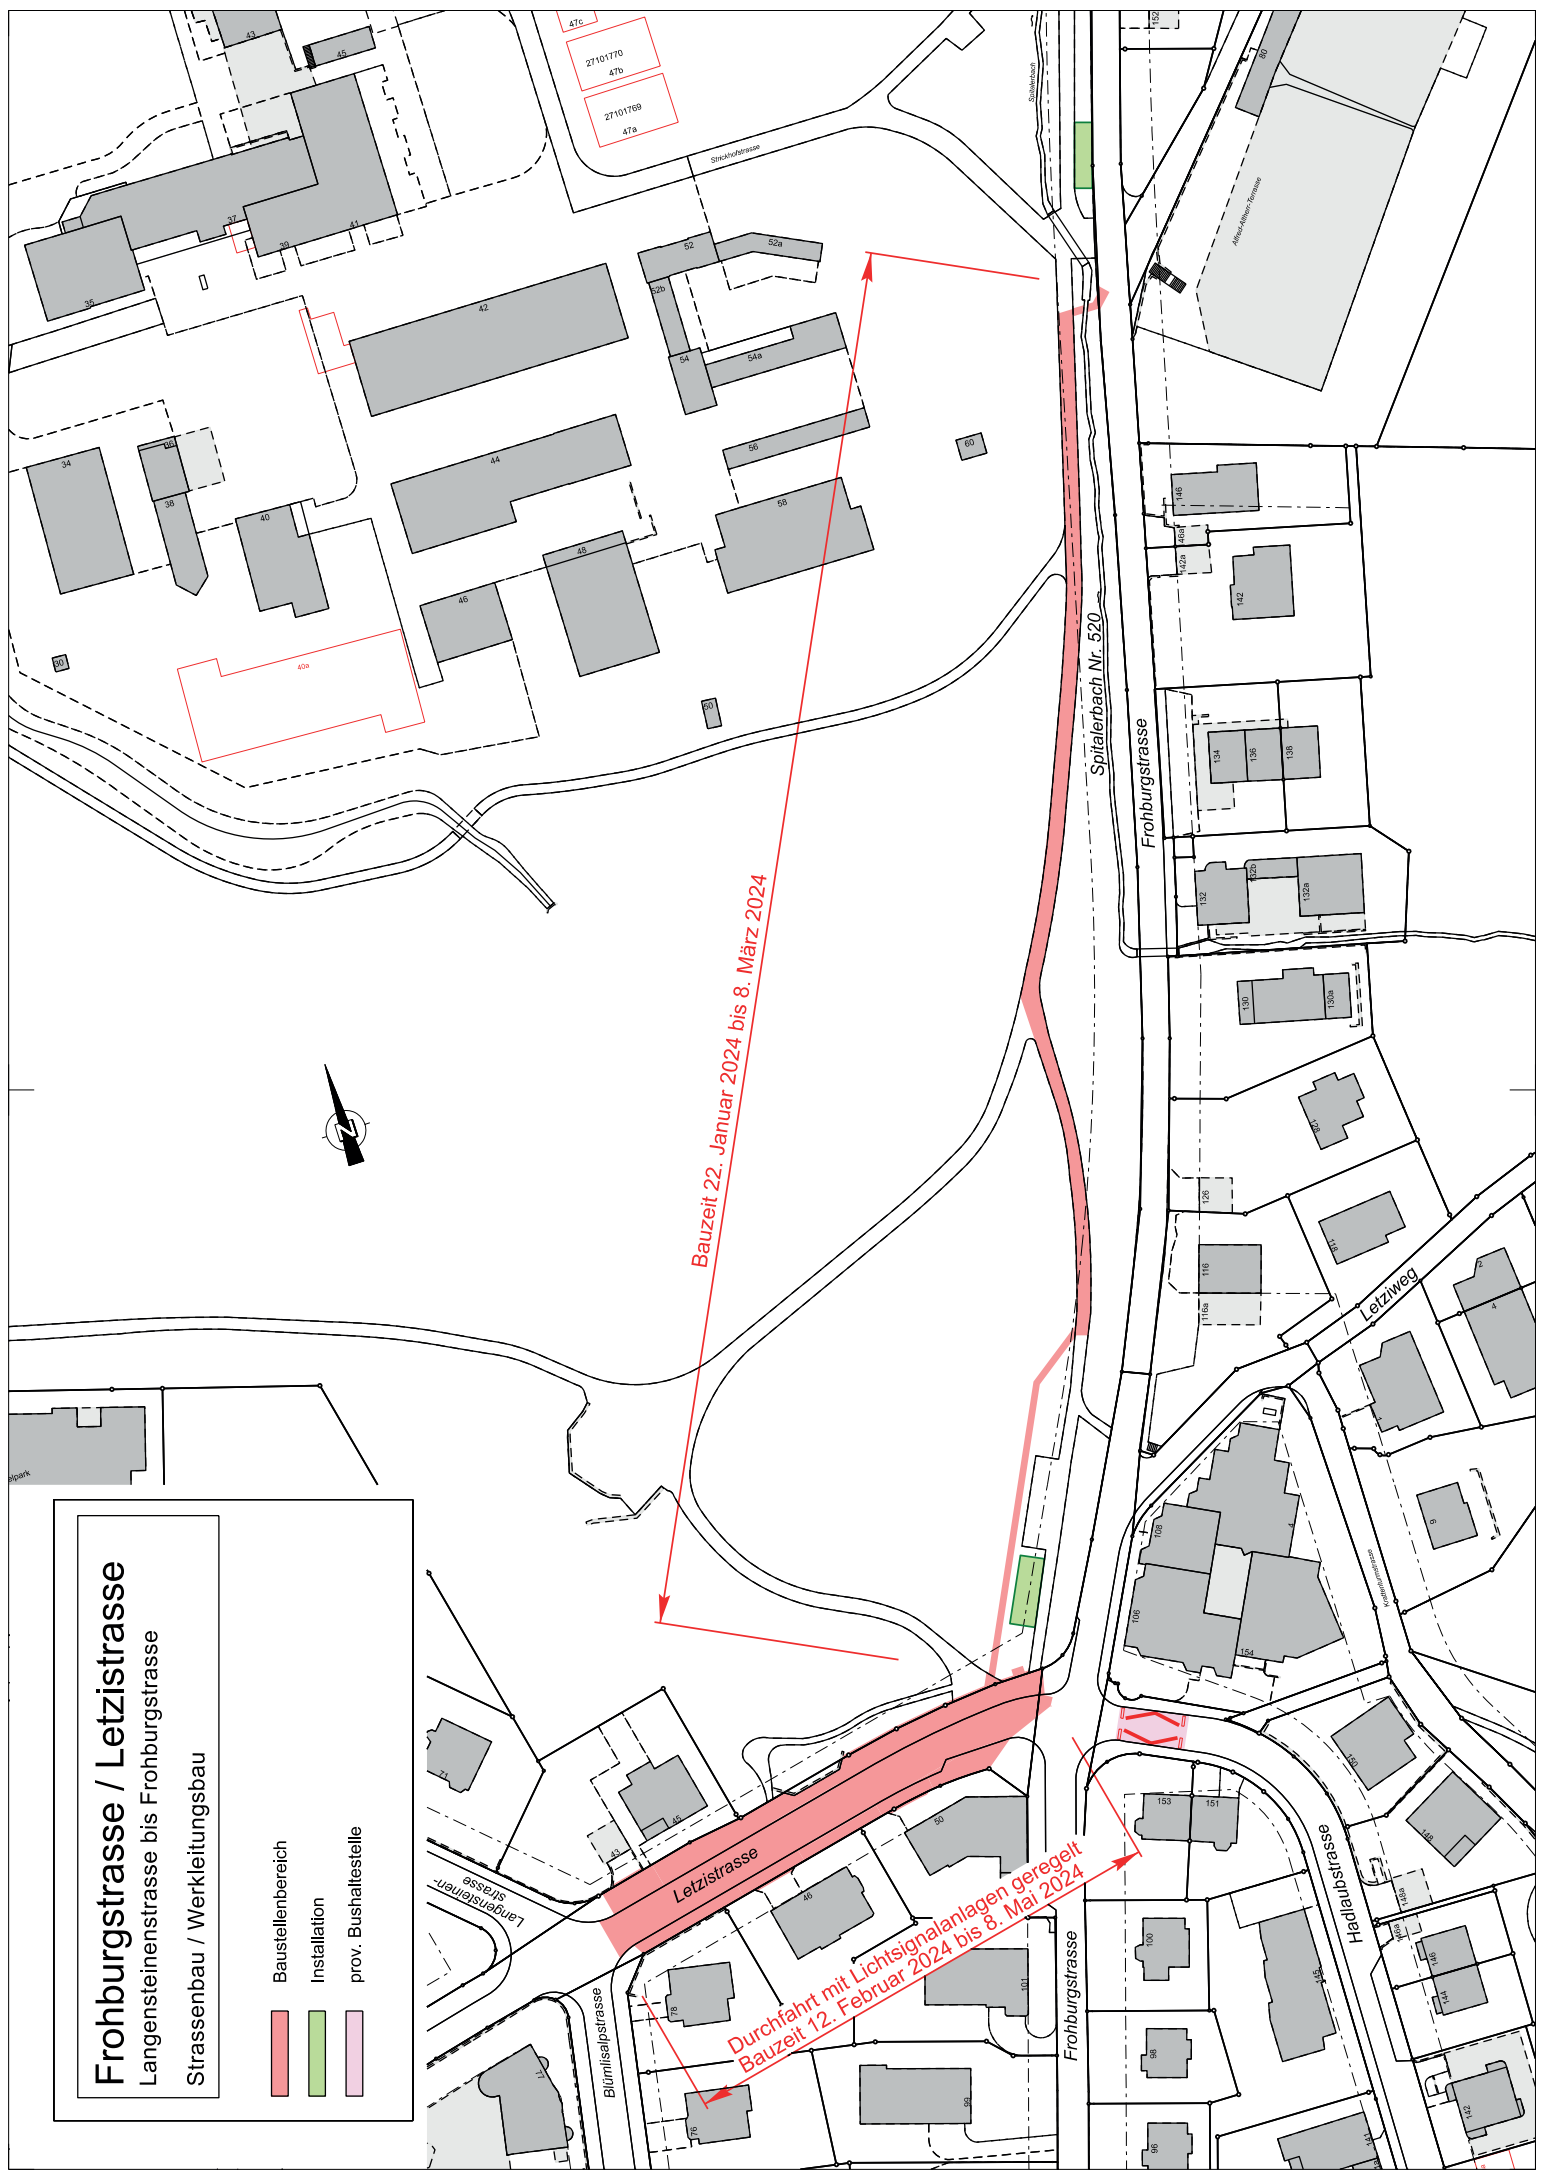 Frohburgstrasse / Letzistrasse
Langensteinenstrasse bis Frohburgstrasse
Strassenbau / Werkleitungsbau
Baustellenbereich
Installation
prov. Bushaltestelle
Bauzeit 22. Januar 2024 bis 8. März 2024
Durchfahrt mit Lichtsignalanlagen geregelt
Bauzeit 12. Februar 2024 bis 8. Mai 2024
Spitalerbach Nr. 520
Frohburgstrasse
Letziweg
Letzistrasse
Langensteinen-
strasse
Blümlisalpstrasse
Frohburgstrasse
Hadlaubstrasse
Krattenturmstrasse
Strickhofstrasse
Spitalerbach
Alfred-Altherr-Terrasse
N
elpark
43
45
47c
27101770
47b
27101769
47a
152
80
37
39
41
35
42
52
52a
52b
54
54a
56
58
60
34
36
38
40
44
46
48
30
40a
50
146
146a
142a
142
134
136
138
132
132b
132a
130
130a
128
126
118
116
116a
2
4
1
9
108
4
106
154
150
148
148a
146a
146
144
142
145
141
153
151
100
98
96
101
99
50
46
45
43
71
78
76
77